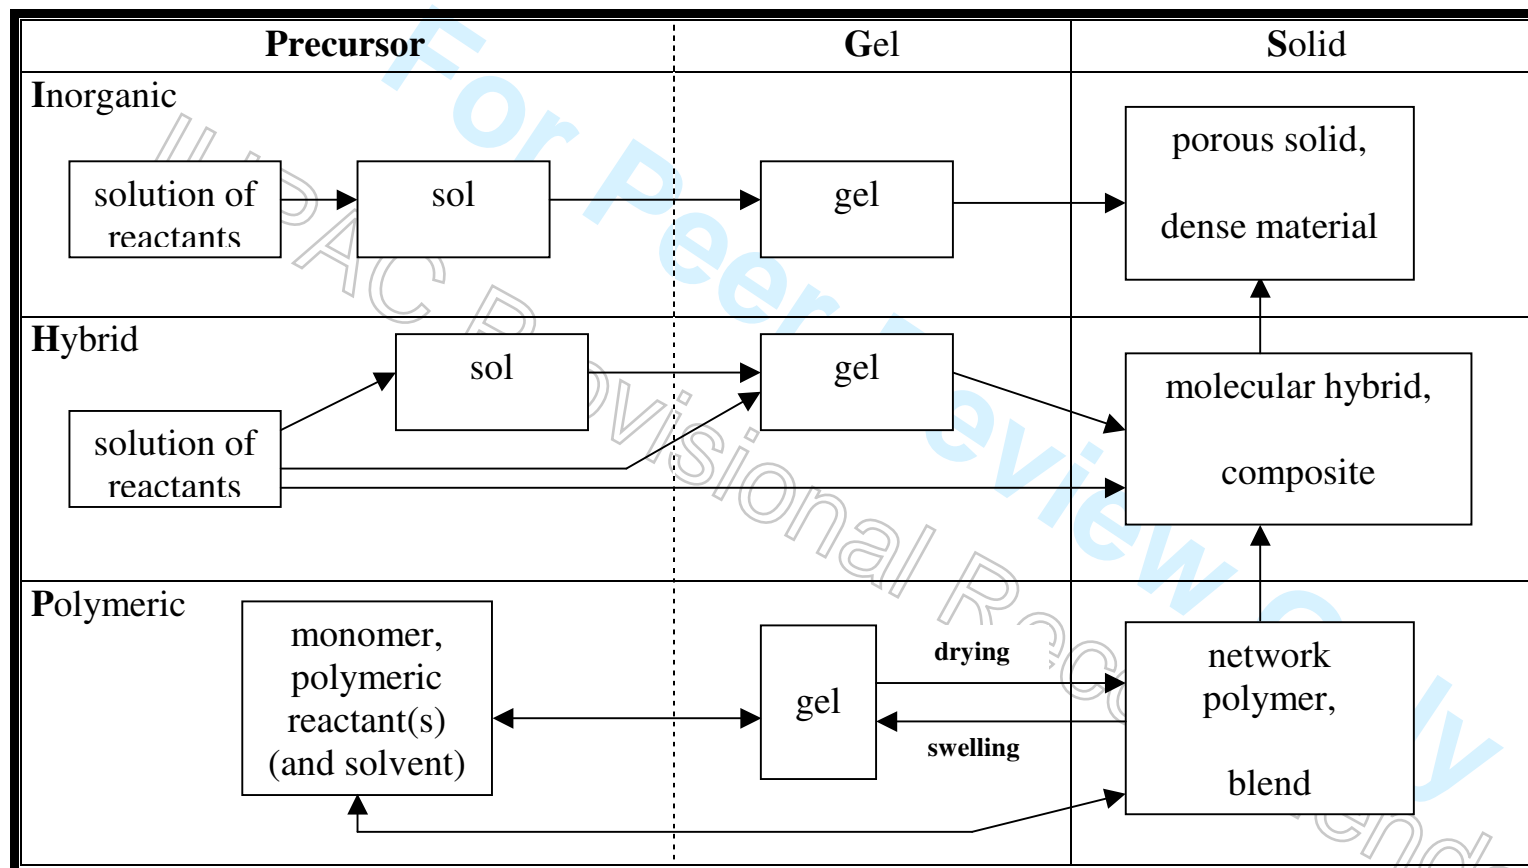 Precursor
Gel
Solid
Inorganic
solution of
reactants
sol
gel
porous solid,
dense material
Hybrid
solution of
reactants
sol
gel
molecular hybrid,
composite
Polymeric
monomer,
polymeric
reactant(s)
(and solvent)
gel
drying
swelling
network
polymer,
blend
For Peer Review Only
IUPAC Provisional